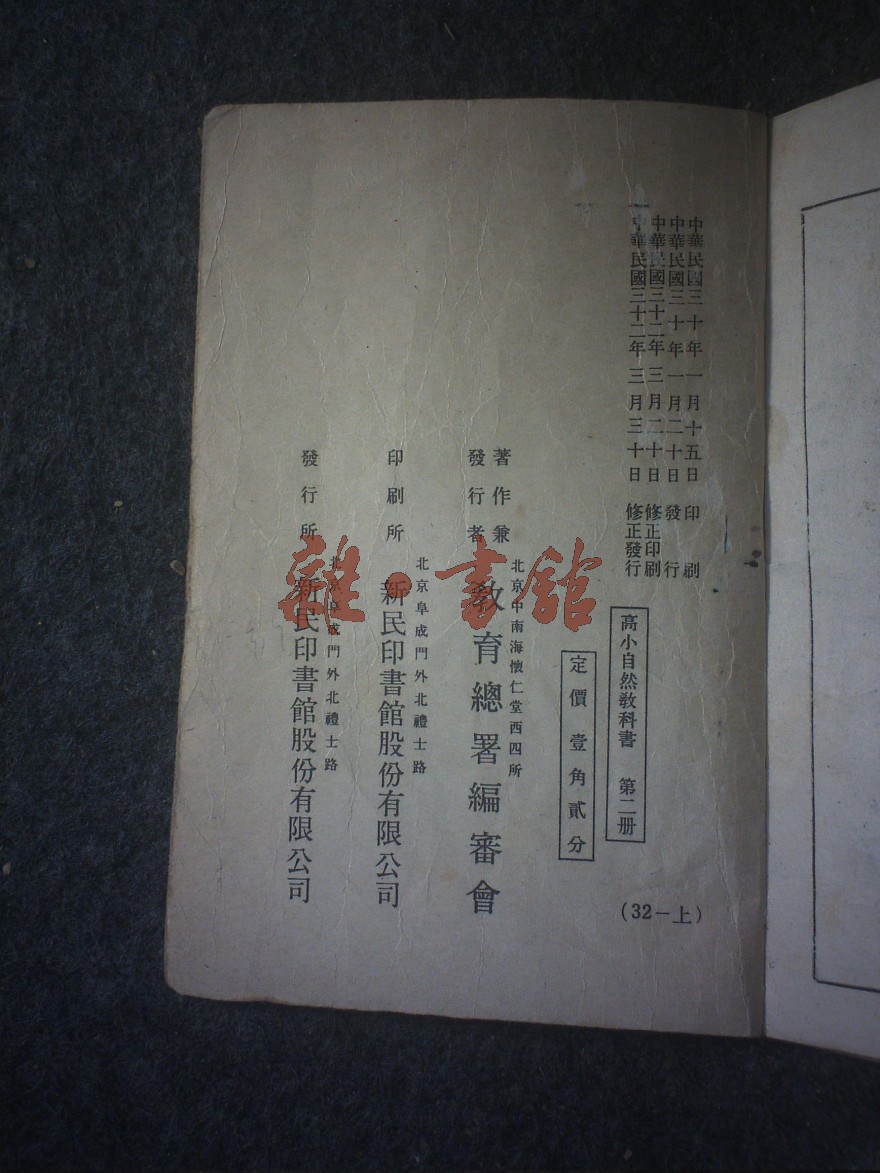 中華民國三十年一月十五日 印刷
中華民國三十年一月二十日 發行
中華民國三十二年三月二十日 修正印刷
中華民國三十二年三月三十日 修正發行
高小自然教科書 第二册
定價壹角貳分
著作兼
發行者
北京中南海懷仁堂西四所
教育總署編審會
印刷所
北京阜成門外北禮士路
新民印書館股份有限公司
發行所
北京阜成門外北禮士路
新民印書館股份有限公司
(32-上)
雜·書館